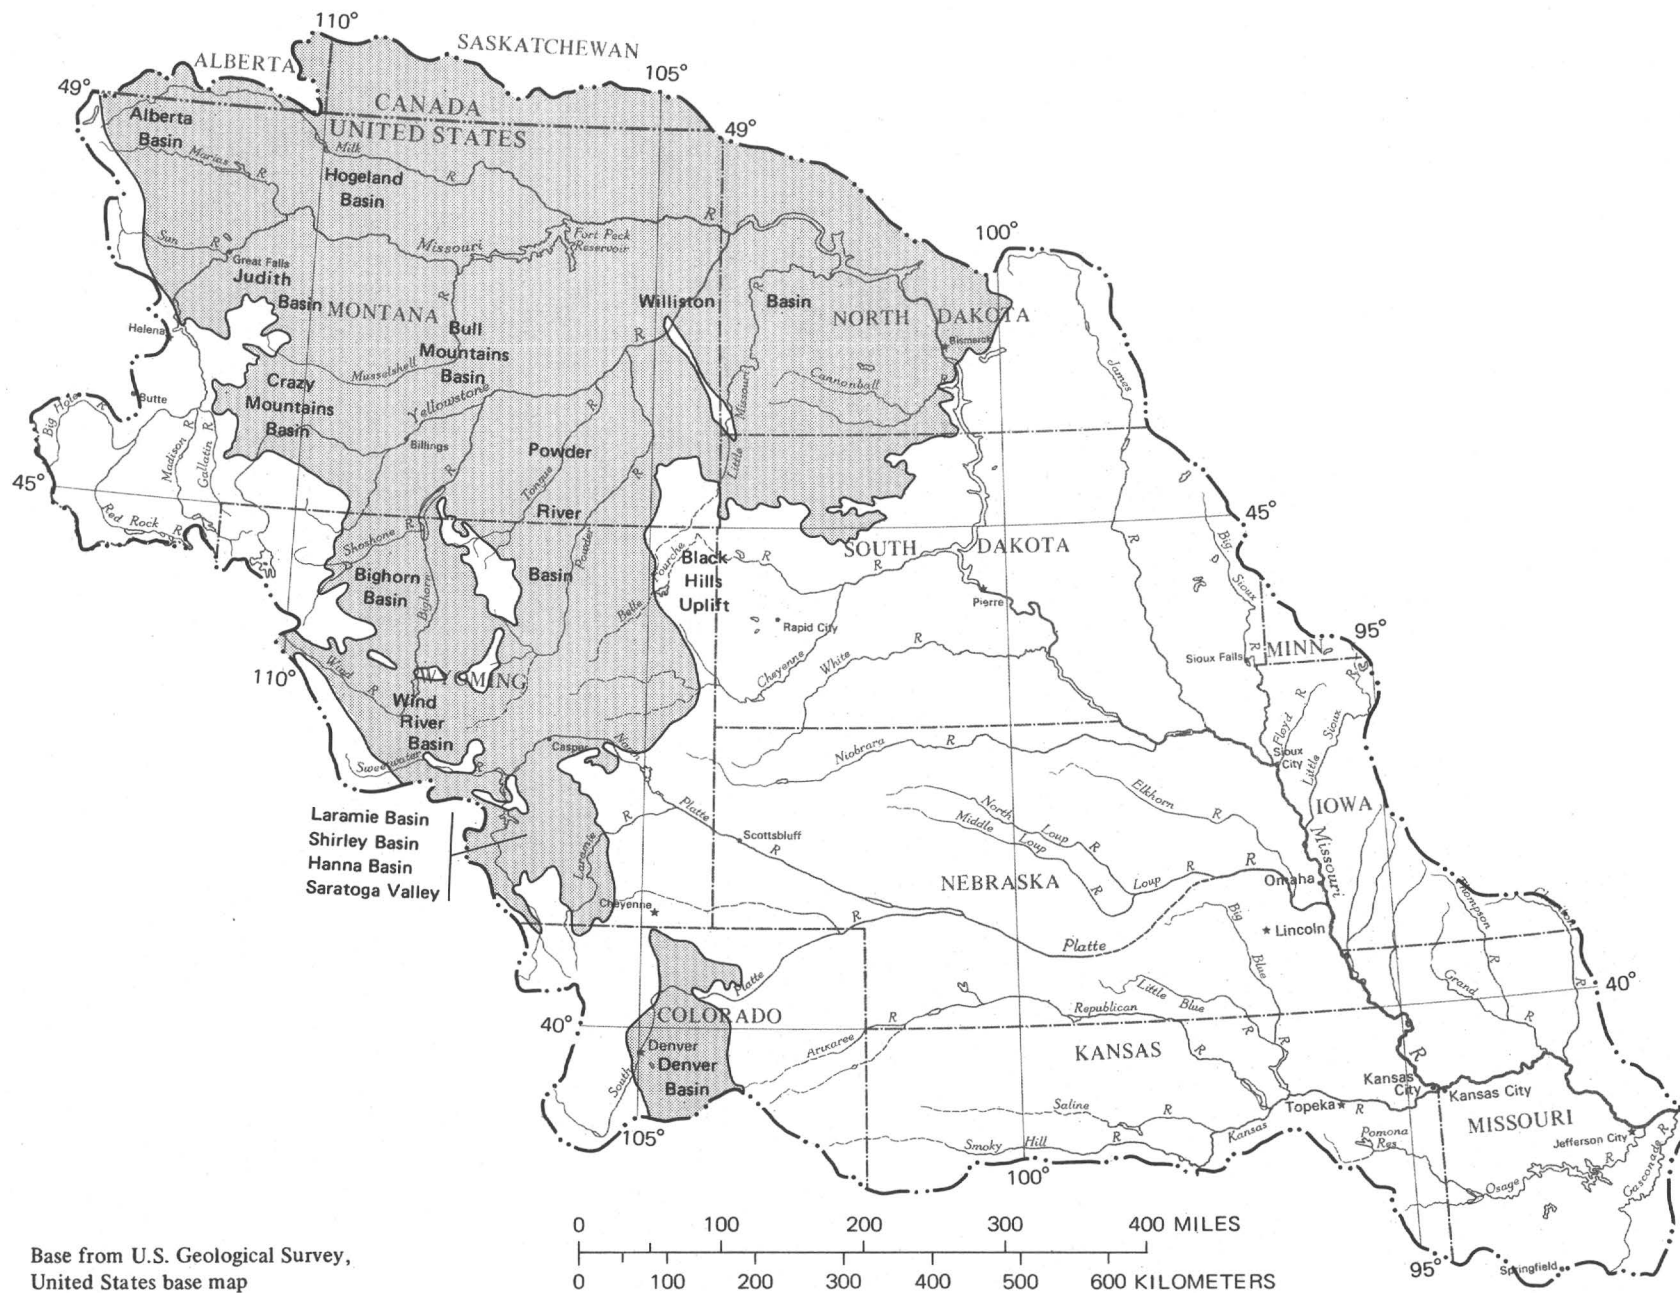 110°
SASKATCHEWAN
ALBERTA
105°
49°
CANADA
UNITED STATES
49°
Alberta
Basin
Marias
R
Milk
R
Hogeland
Basin
R
100°
Sun
R
Missouri
Fort Peck
Reservoir
Great Falls
Judith
Basin
MONTANA
R
Williston
Basin
R
NORTH
DAKOTA
Helena
Bull
Mountains
Basin
R
Bismarck
Musselshell
Crazy
Mountains
Basin
Yellowstone
Cannonball
R
James
Butte
Big Hole
R
Madison
R
Gallatin
R
Billings
R
R
Little
Missouri
Powder
River
Basin
Tongue
R
Powder
45°
Red Rock
R
45°
Shoshone
R
SOUTH
DAKOTA
R
Big
Sioux
R
Black
Hills
Uplift
Belle
Fourche
R
R
Bighorn
Basin
Bighorn
Pierre
Rapid City
R
95°
MINN
Sioux Falls
Cheyenne
White
110°
Wind
R
WYOMING
Wind
River
Basin
R
Floyd
R
Little
Sioux
Sioux
City
Casper
North
Niobrara
R
Sweetwater
R
Elkhorn
R
IOWA
Laramie Basin
Shirley Basin
Hanna Basin
Saratoga Valley
Laramie
R
Platte
R
Scottsbluff
North
Loup
R
Middle
Loup
R
Loup
R
R
Missouri
NEBRASKA
Omaha
Thompson
R
Chariton
R
Cheyenne
R
Big
Blue
Lincoln
Platte
Platte
Grand
R
40°
Little
Blue
R
R
40°
COLORADO
Republican
R
Arikaree
R
Denver
Denver
Basin
South
KANSAS
R
Kansas
City
Kansas City
Topeka
R
MISSOURI
105°
Saline
R
Kansas
Pomona
Res
Jefferson City
Smoky
Hill
R
R
Osage
Gasconade
R
100°
0
100
200
300
400 MILES
0
100
200
300
400
500
600 KILOMETERS
95°
Springfield
Base from U.S. Geological Survey,
United States base map